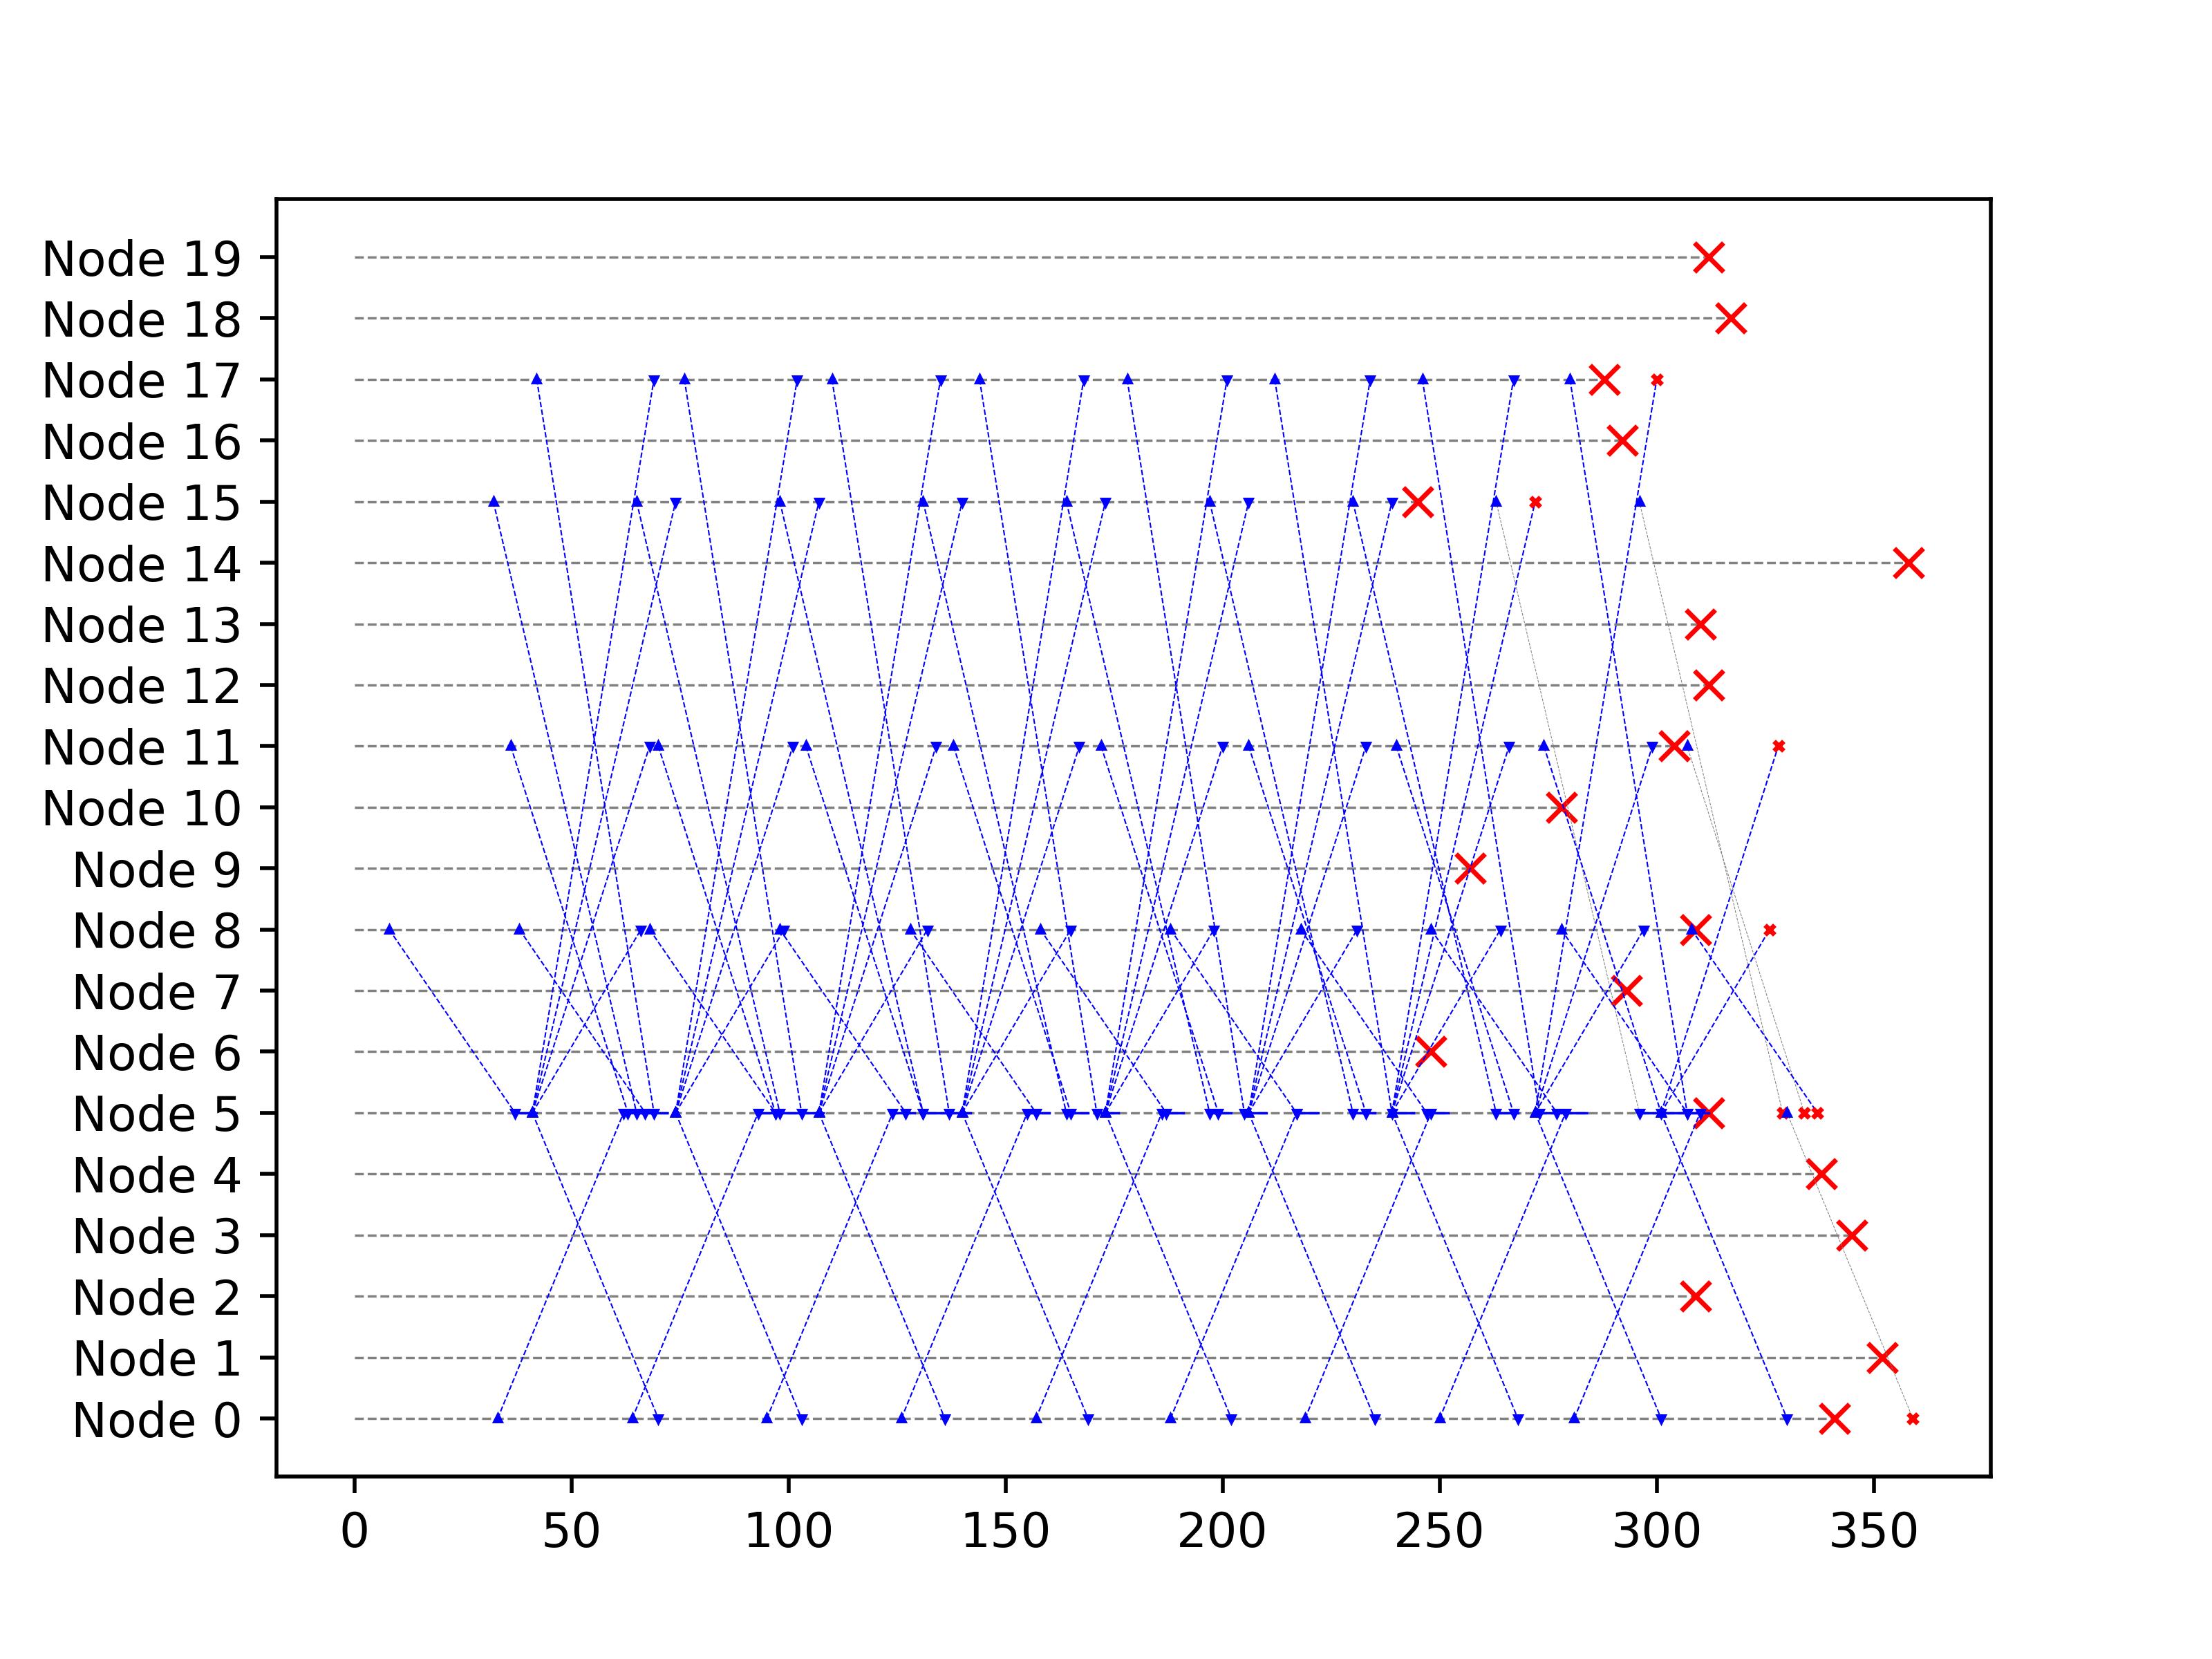 Node 19
Node 18
Node 17
Node 16
Node 15
Node 14
Node 13
Node 12
Node 11
Node 10
Node 9
Node 8
Node 7
Node 6
Node 5
Node 4
Node 3
Node 2
Node 1
Node 0
0 50 100 150 200 250 300 350